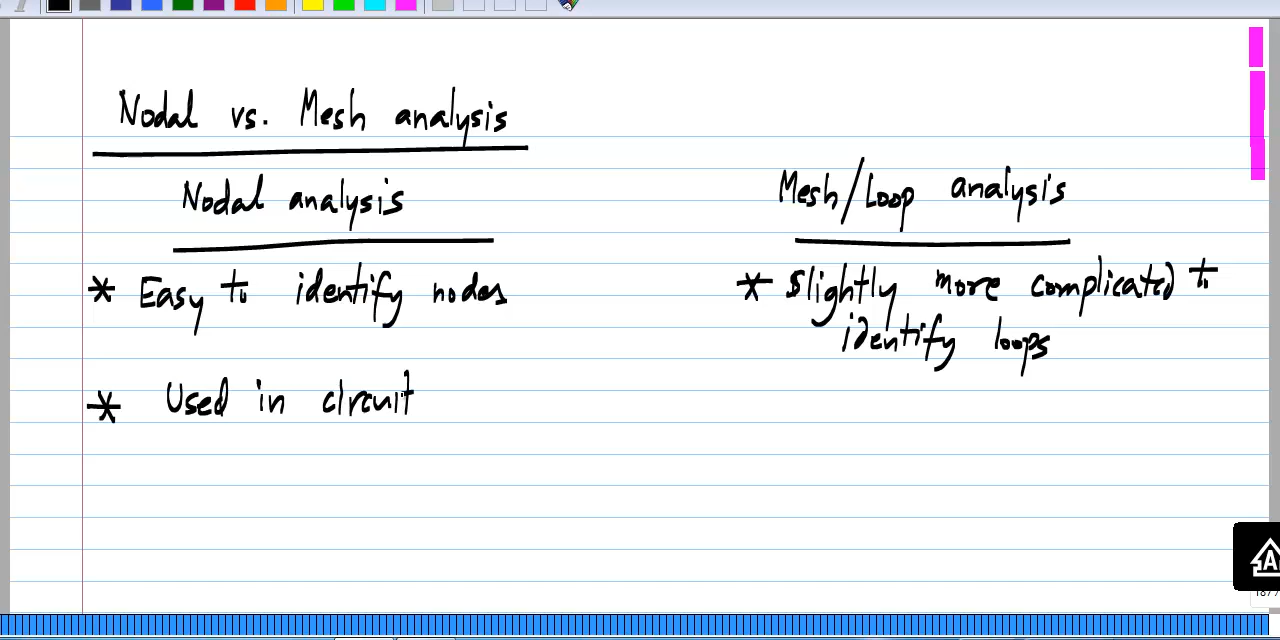 Nodal vs. Mesh analysis
Nodal analysis
Mesh/Loop analysis
* Easy to identify nodes
* Slightly more complicated to
identify loops
* Used in circuit